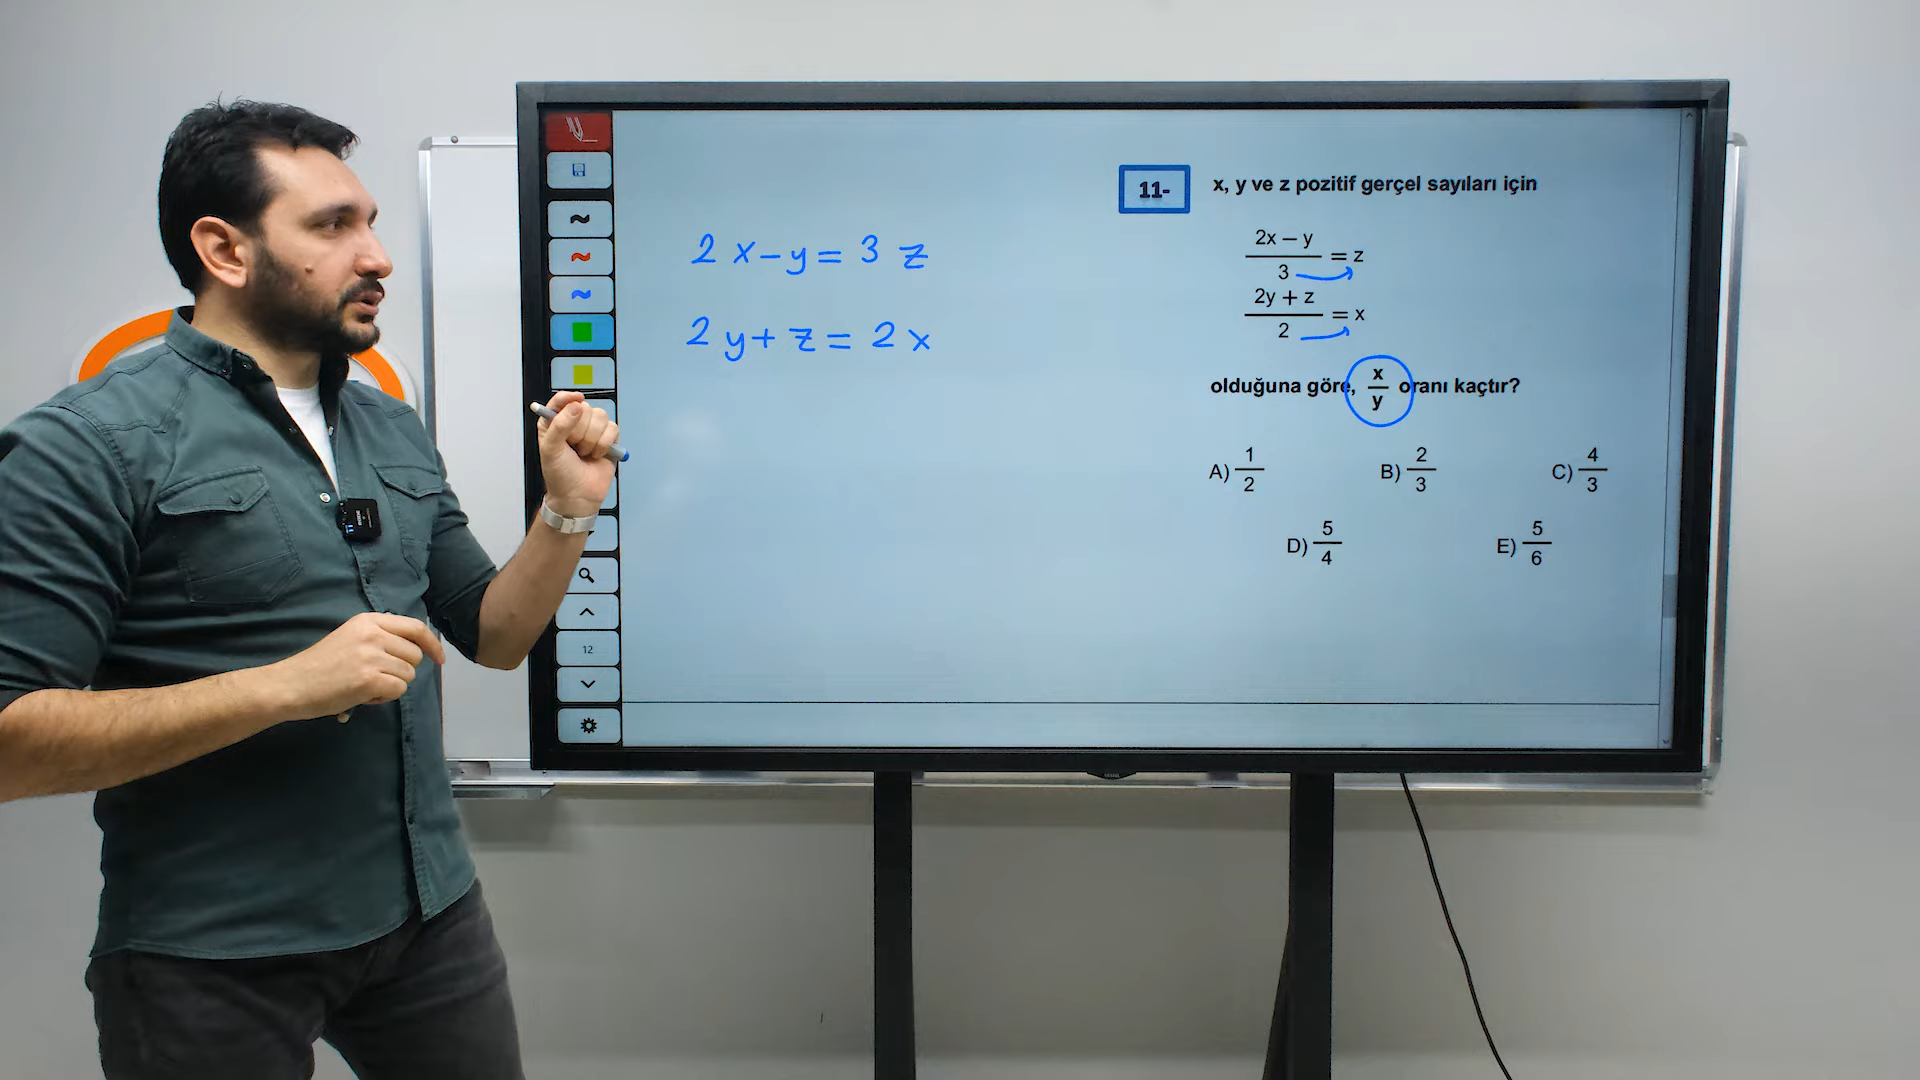 2x-y=3z
2y+z=2x
11- x, y ve z pozitif gerçel sayıları için
2x – y / 3 = z
2y + z / 2 = x
olduğuna göre, x/y oranı kaçtır?
A) 1/2 B) 2/3 C) 4/3
D) 5/4 E) 5/6
12